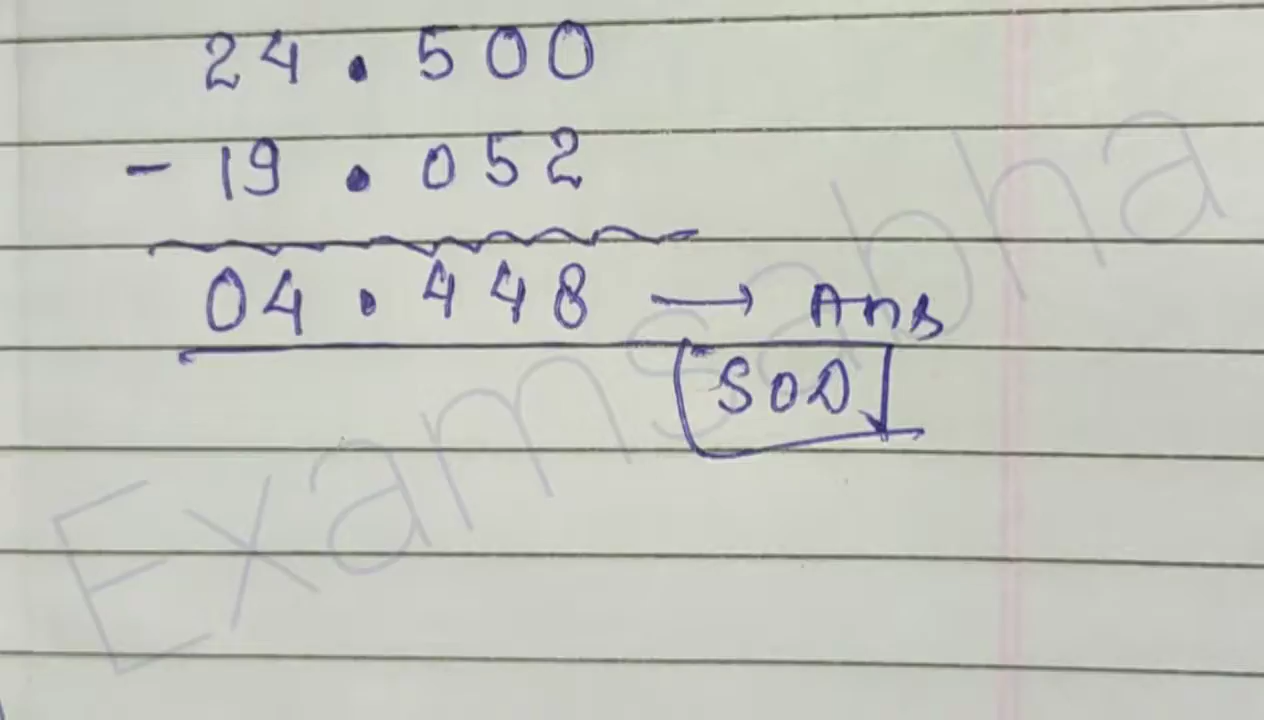 24.500
- 19.052
04.448 → Ans
SOD
Examsabha